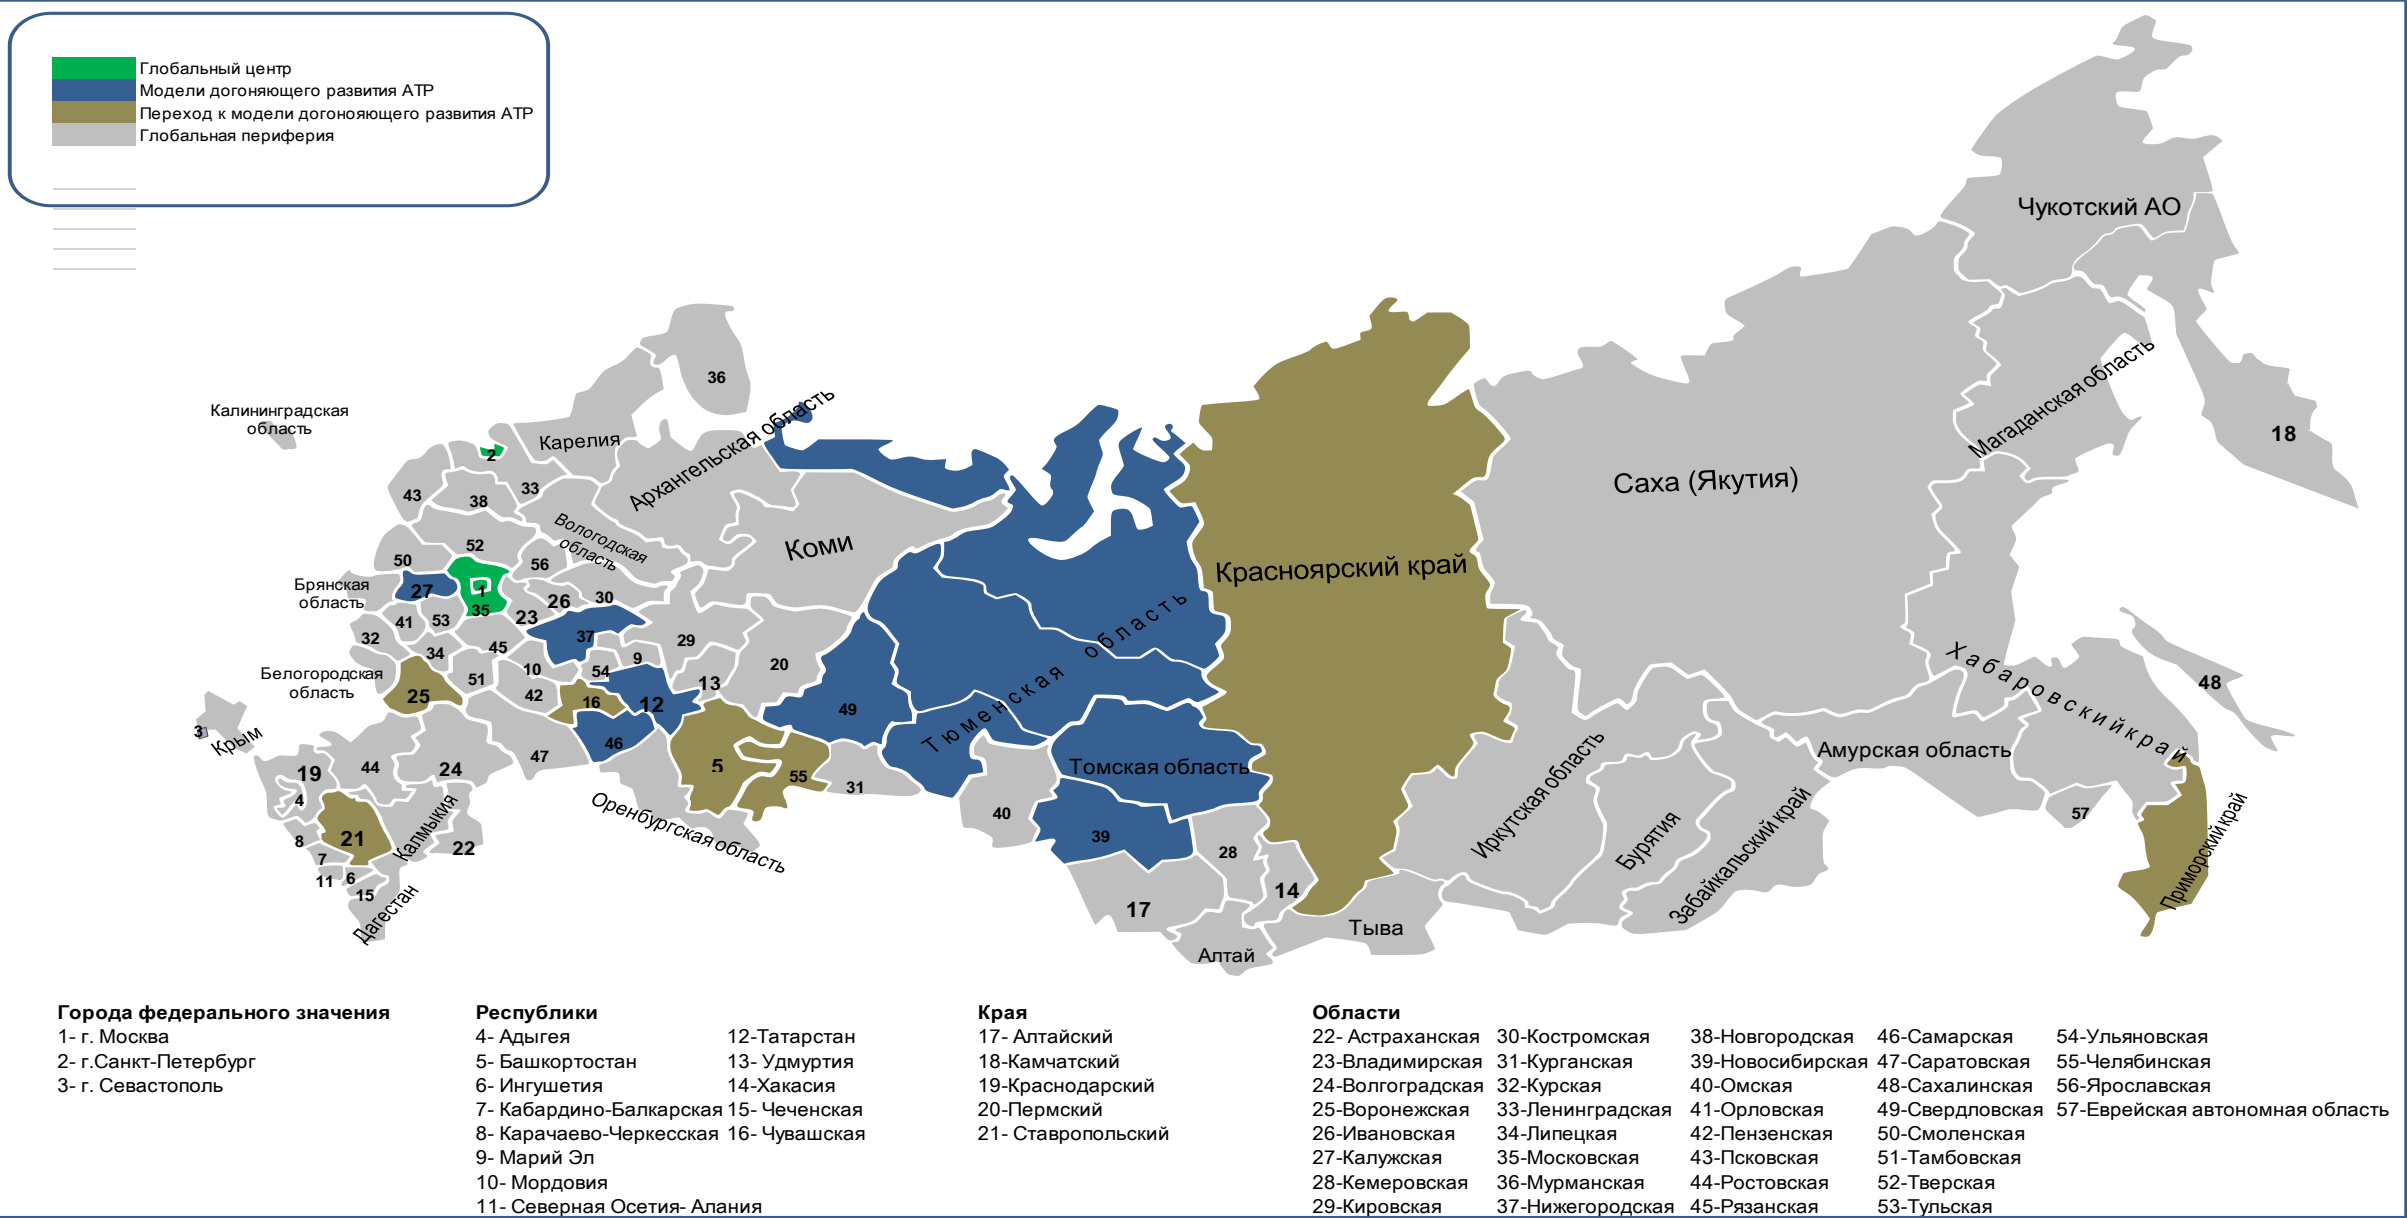 Глобальный центр
Модели догоняющего развития АТР
Переход к модели догоноящего развития АТР
Глобальная периферия
Чукотский АО
36
Калининградская
область
Карелия
Архангельская область
Магаданская область
18
2
43
38
33
Саха (Якутия)
Вологодская
область
Коми
52
50
56
Красноярский край
Брянская
область
27
1
35
26
30
23
41
53
32
37
34
45
29
9
10
54
20
13
Тюменская область
Хабаровскийкрай
Белогородская
область
51
42
25
16
12
49
48
3
Крым
46
47
44
24
19
4
5
55
31
Томская область
Амурская область
Иркутская область
40
39
57
Оренбургская область
Калмыкия
22
21
8
7
11
6
15
Дагестан
28
14
17
Бурятия
Забайкальский край
Приморский край
Тыва
Алтай
Города федерального значения
1- г. Москва
2- г.Санкт-Петербург
3- г. Севастополь
Республики
4- Адыгея
5- Башкортостан
6- Ингушетия
7- Кабардино-Балкарская
8- Карачаево-Черкесская
9- Марий Эл
10- Мордовия
11- Северная Осетия- Алания
12-Татарстан
13- Удмуртия
14-Хакасия
15- Чеченская
16- Чувашская
Края
17- Алтайский
18-Камчатский
19-Краснодарский
20-Пермский
21- Ставропольский
Области
22- Астраханская
23-Владимирская
24-Волгоградская
25-Воронежская
26-Ивановская
27-Калужская
28-Кемеровская
29-Кировская
30-Костромская
31-Курганская
32-Курская
33-Ленинградская
34-Липецкая
35-Московская
36-Мурманская
37-Нижегородская
38-Новгородская
39-Новосибирская
40-Омская
41-Орловская
42-Пензенская
43-Псковская
44-Ростовская
45-Рязанская
46-Самарская
47-Саратовская
48-Сахалинская
49-Свердловская
50-Смоленская
51-Тамбовская
52-Тверская
53-Тульская
54-Ульяновская
55-Челябинская
56-Ярославская
57-Еврейская автономная область